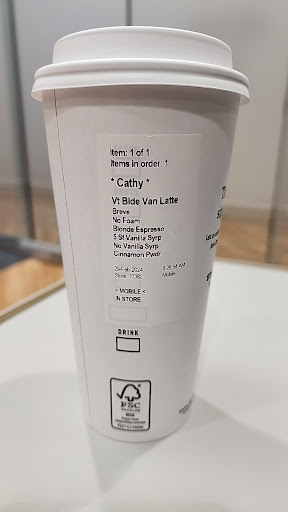 Item: 1 of 1
Items in order: 1
* Cathy *
Vt Blde Van Latte
Breve
No Foam
Blonde Espresso
5 Sf Vanilla Syrp
No Vanilla Syrp
Cinnamon Pwdr
> MOBILE <
IN STORE
DRINK
FSC
MIX